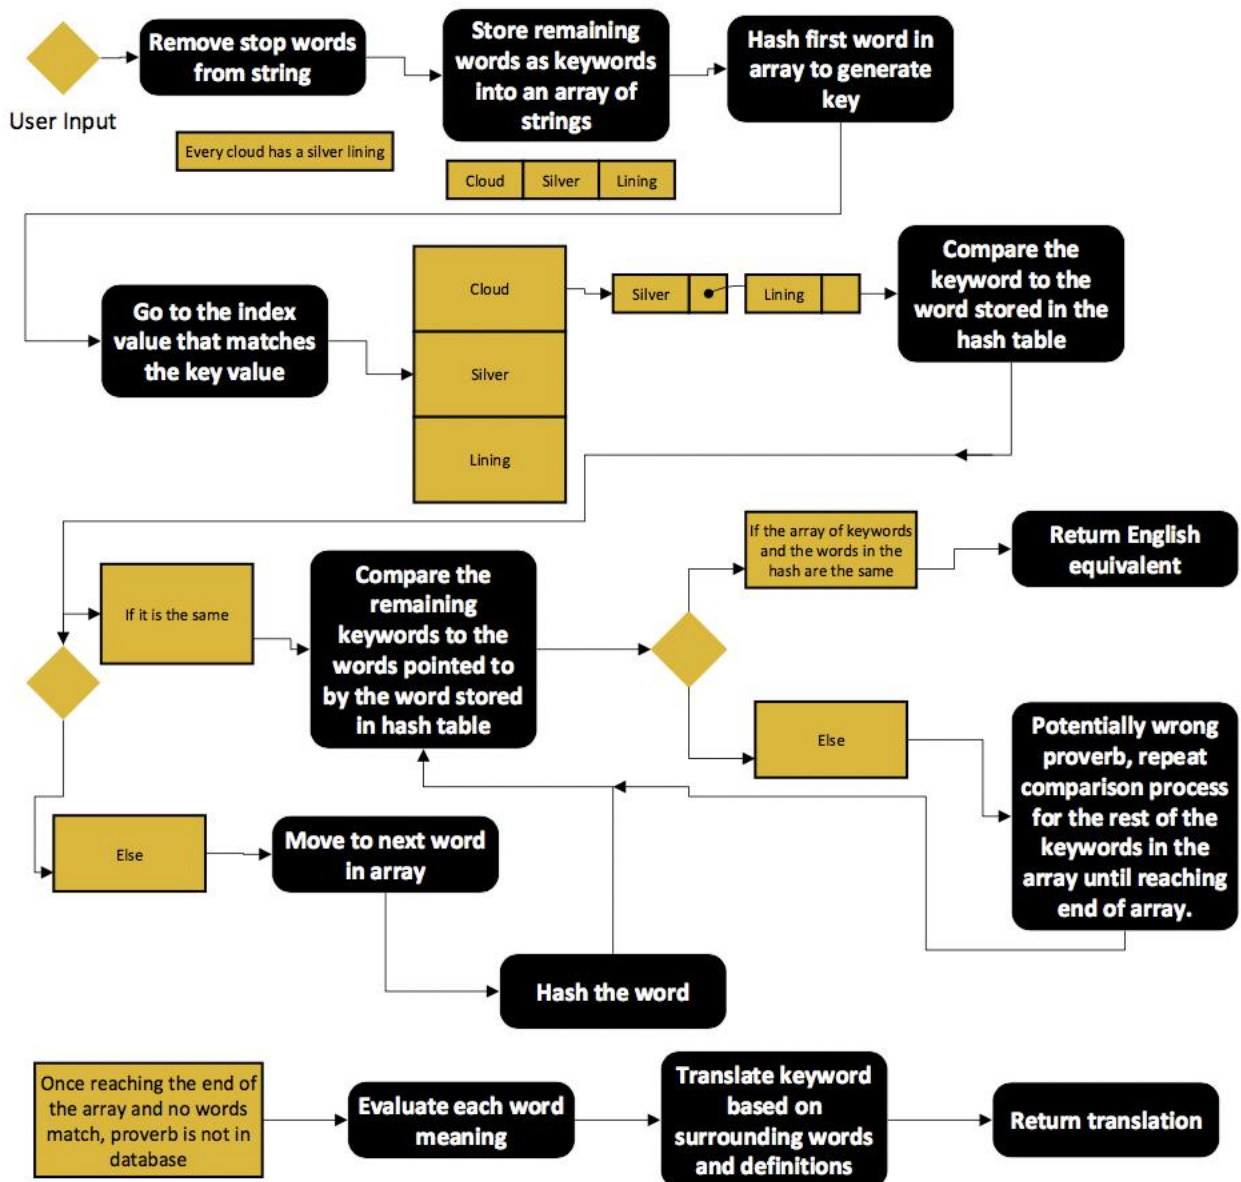 User Input
Remove stop words
from string
Every cloud has a silver lining
Store remaining
words as keywords
into an array of
strings
Cloud
Silver
Lining
Hash first word in
array to generate
key
Go to the index
value that matches
the key value
Cloud
Silver
Lining
Silver
Lining
Compare the
keyword to the
word stored in the
hash table
If it is the same
Compare the
remaining
keywords to the
words pointed to
by the word stored
in hash table
If the array of keywords
and the words in the
hash are the same
Return English
equivalent
Else
Potentially wrong
proverb, repeat
comparison process
for the rest of the
keywords in the
array until reaching
end of array.
Else
Move to next word
in array
Hash the word
Once reaching the end of
the array and no words
match, proverb is not in
database
Evaluate each word
meaning
Translate keyword
based on
surrounding words
and definitions
Return translation